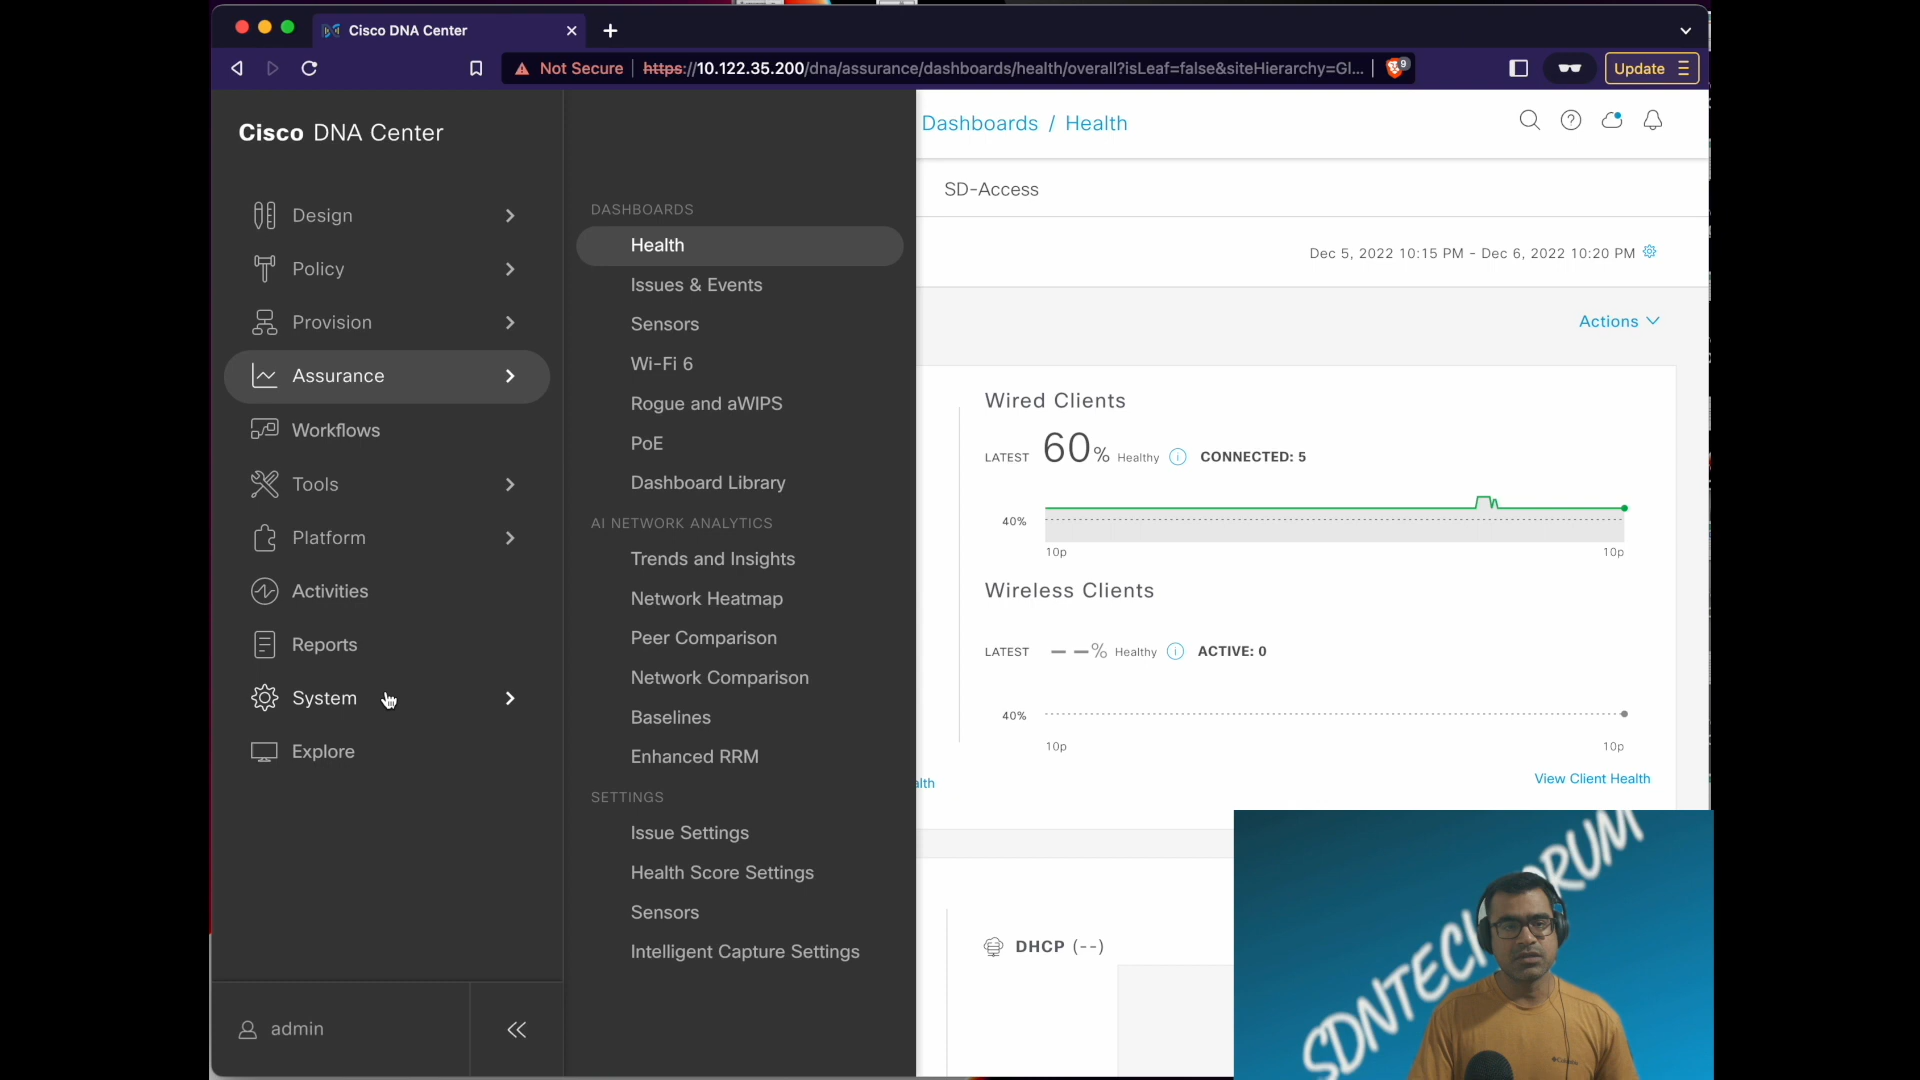 Cisco DNA Center
Not Secure
https://10.122.35.200/dna/assurance/dashboards/health/overall?isLeaf=false&siteHierarchy=Gl...
9
Update
Cisco DNA Center
Design
Policy
Provision
Assurance
Workflows
Tools
Platform
Activities
Reports
System
Explore
admin
DASHBOARDS
Health
Issues & Events
Sensors
Wi-Fi 6
Rogue and aWIPS
PoE
Dashboard Library
AI NETWORK ANALYTICS
Trends and Insights
Network Heatmap
Peer Comparison
Network Comparison
Baselines
Enhanced RRM
SETTINGS
Issue Settings
Health Score Settings
Sensors
Intelligent Capture Settings
Dashboards / Health
SD-Access
Dec 5, 2022 10:15 PM - Dec 6, 2022 10:20 PM
Actions
Wired Clients
LATEST 60% Healthy CONNECTED: 5
40%
10p 10p
Wireless Clients
LATEST – –% Healthy ACTIVE: 0
40%
10p 10p
alth
View Client Health
DHCP (--)
SDNTECHFORUM